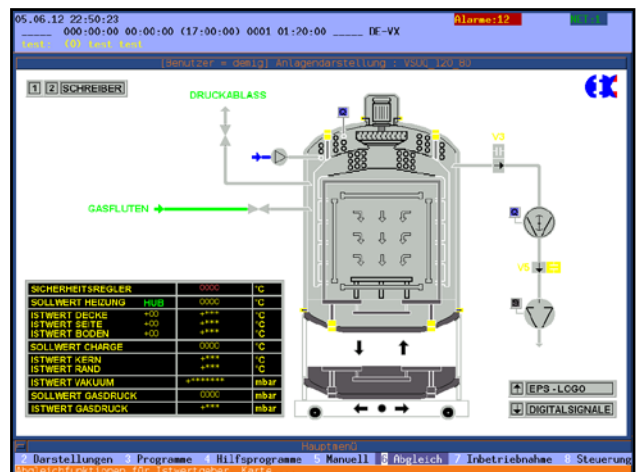 05.06.12 22:50:23 Alarme:12 NET:1
_____ 000:00:00 00:00:00 (17:00:00) 0001 01:20:00 _____ DE-VX
test: (0) test test
[Benutzer = demig] Anlagendarstellung : VSUQ_120_80
1 2 SCHREIBER
DRUCKABLASS
V3
GASFLUTEN
V5
SICHERHEITSREGLER 0000 °C
SOLLWERT HEIZUNG HUB 0000 °C
ISTWERT DECKE +00 +*** °C
ISTWERT SEITE +00 +*** °C
ISTWERT BODEN +00 +*** °C
SOLLWERT CHARGE 0000 °C
ISTWERT KERN +*** °C
ISTWERT RAND +*** °C
ISTWERT VAKUUM +******* mbar
SOLLWERT GASDRUCK 0000 mbar
ISTWERT GASDRUCK +*** mbar
EPS-LOGO
DIGITALSIGNALE
Hauptmenü
2 Darstellungen 3 Programme 4 Hilfsprogramme 5 Manuell 6 Abgleich 7 Inbetriebnahme 8 Steuerung
Abgleichfunktionen für Istwertgeber, Karte